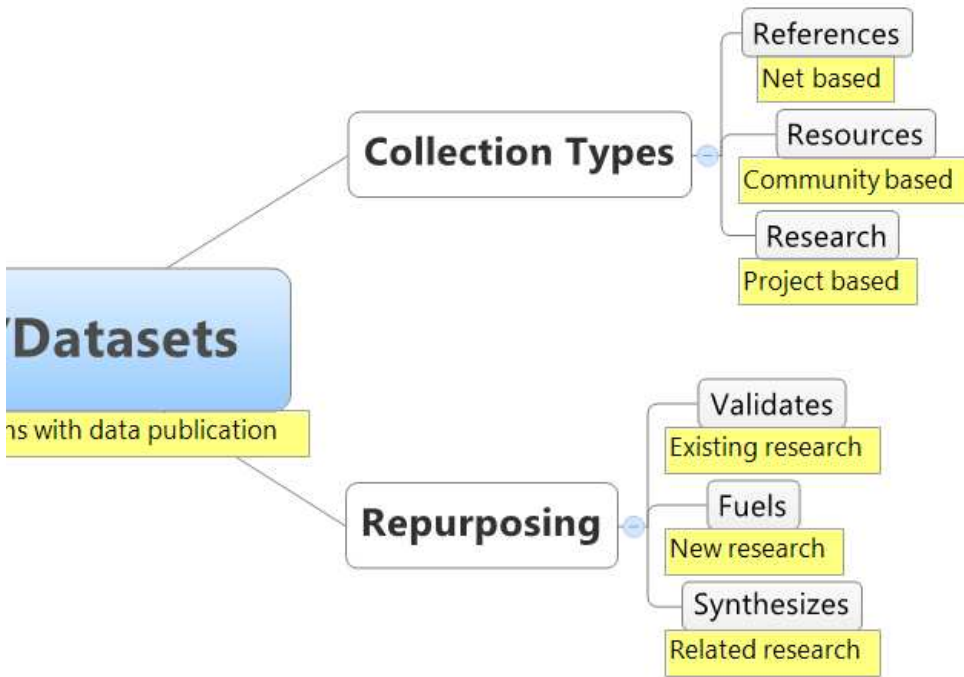 References
Net based
Collection Types
Resources
Community based
Research
Project based
/Datasets
with data publication
Validates
Existing research
Repurposing
Fuels
New research
Synthesizes
Related research